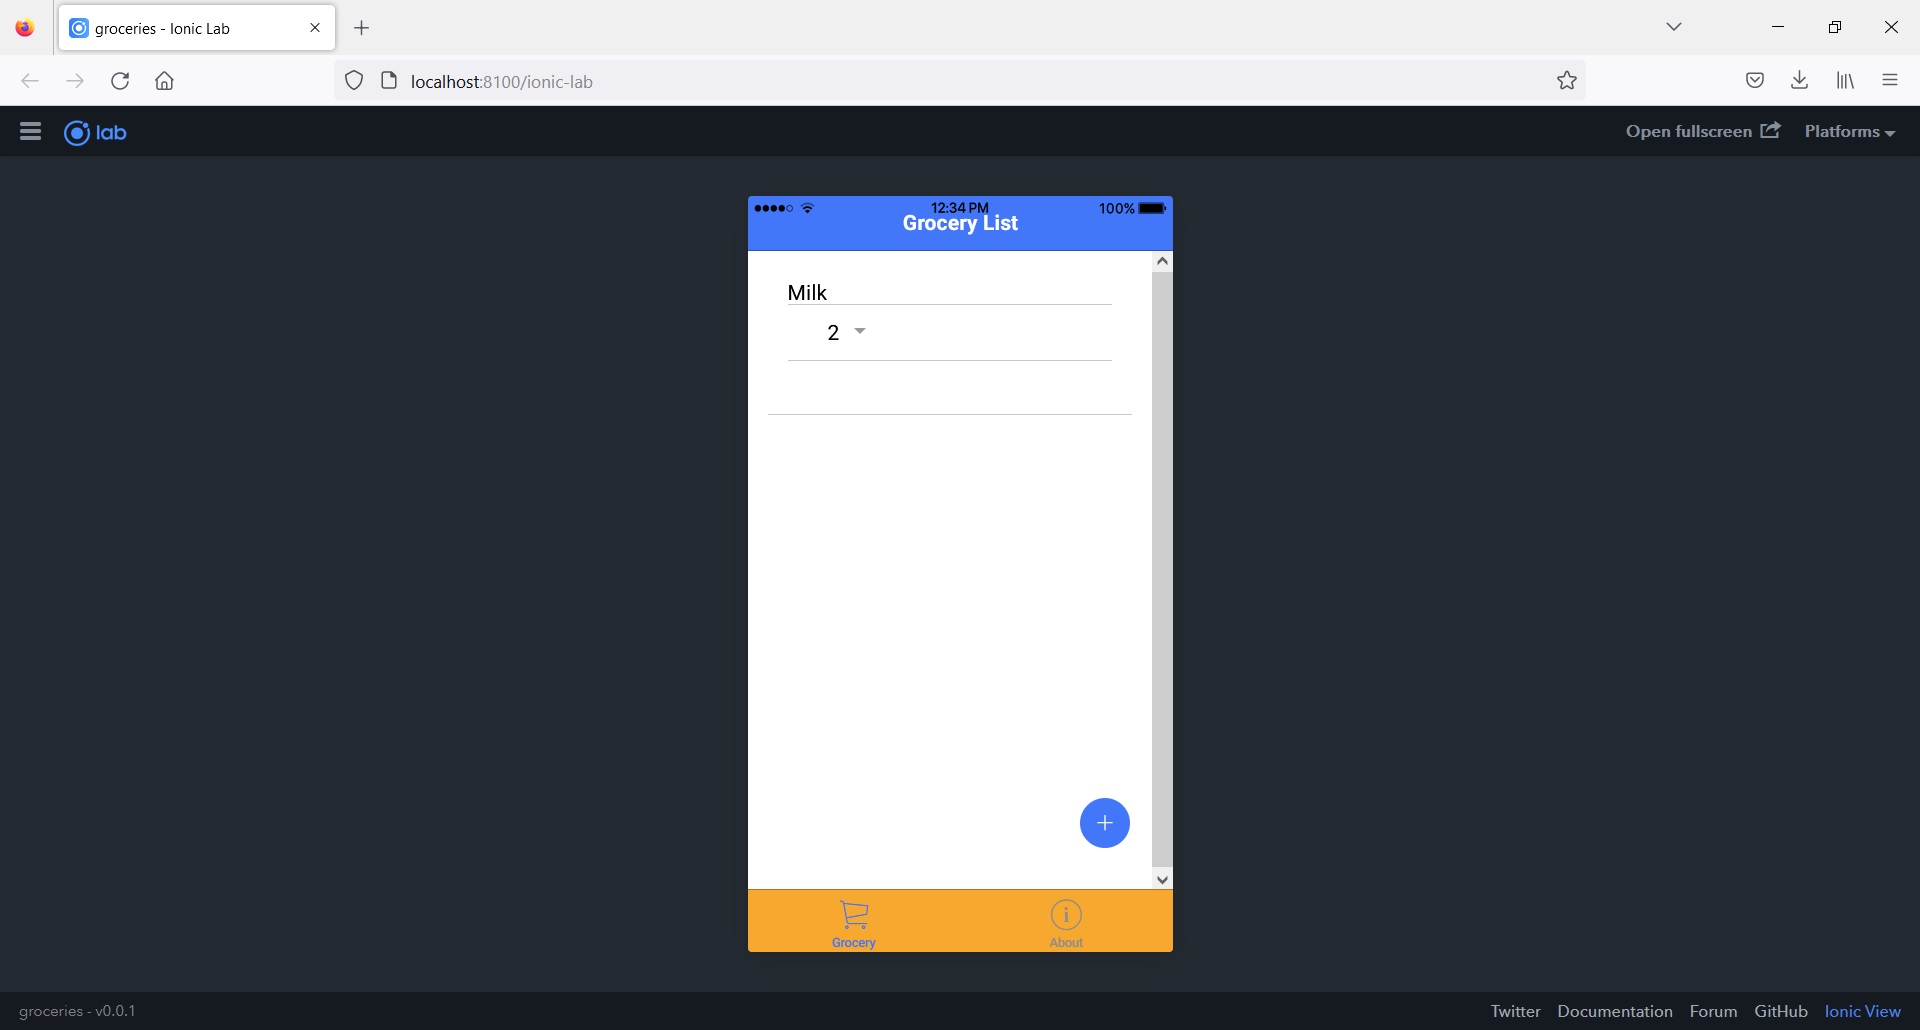 groceries - Ionic Lab
localhost:8100/ionic-lab
lab
Open fullscreen
Platforms
12:34 PM
100%
Grocery List
Milk
2
Grocery
About
groceries - v0.0.1
Twitter Documentation Forum GitHub Ionic View